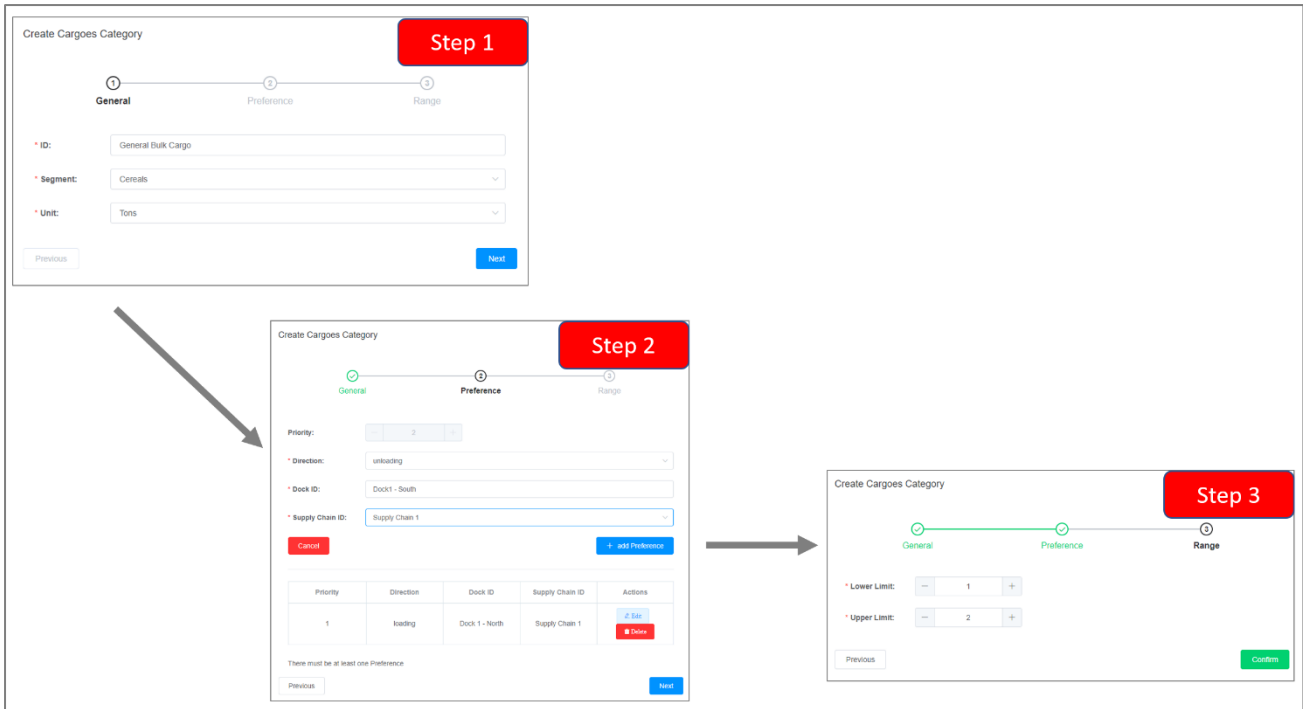 Create Cargoes Category
Step 1
1
2
3
General
Preference
Range
* ID:
General Bulk Cargo
* Segment:
Cereals
* Unit:
Tons
Previous
Next
Create Cargoes Category
Step 2
2
3
General
Preference
Range
Priority:
− 2 +
* Direction:
unloading
* Dock ID:
Dock1 - South
* Supply Chain ID:
Supply Chain 1
Cancel
+ add Preference
Priority Direction Dock ID Supply Chain ID Actions
1 loading Dock 1 - North Supply Chain 1
Edit
Delete
There must be at least one Preference
Previous
Next
Create Cargoes Category
Step 3
3
General
Preference
Range
* Lower Limit:
− 1 +
* Upper Limit:
− 2 +
Previous
Confirm